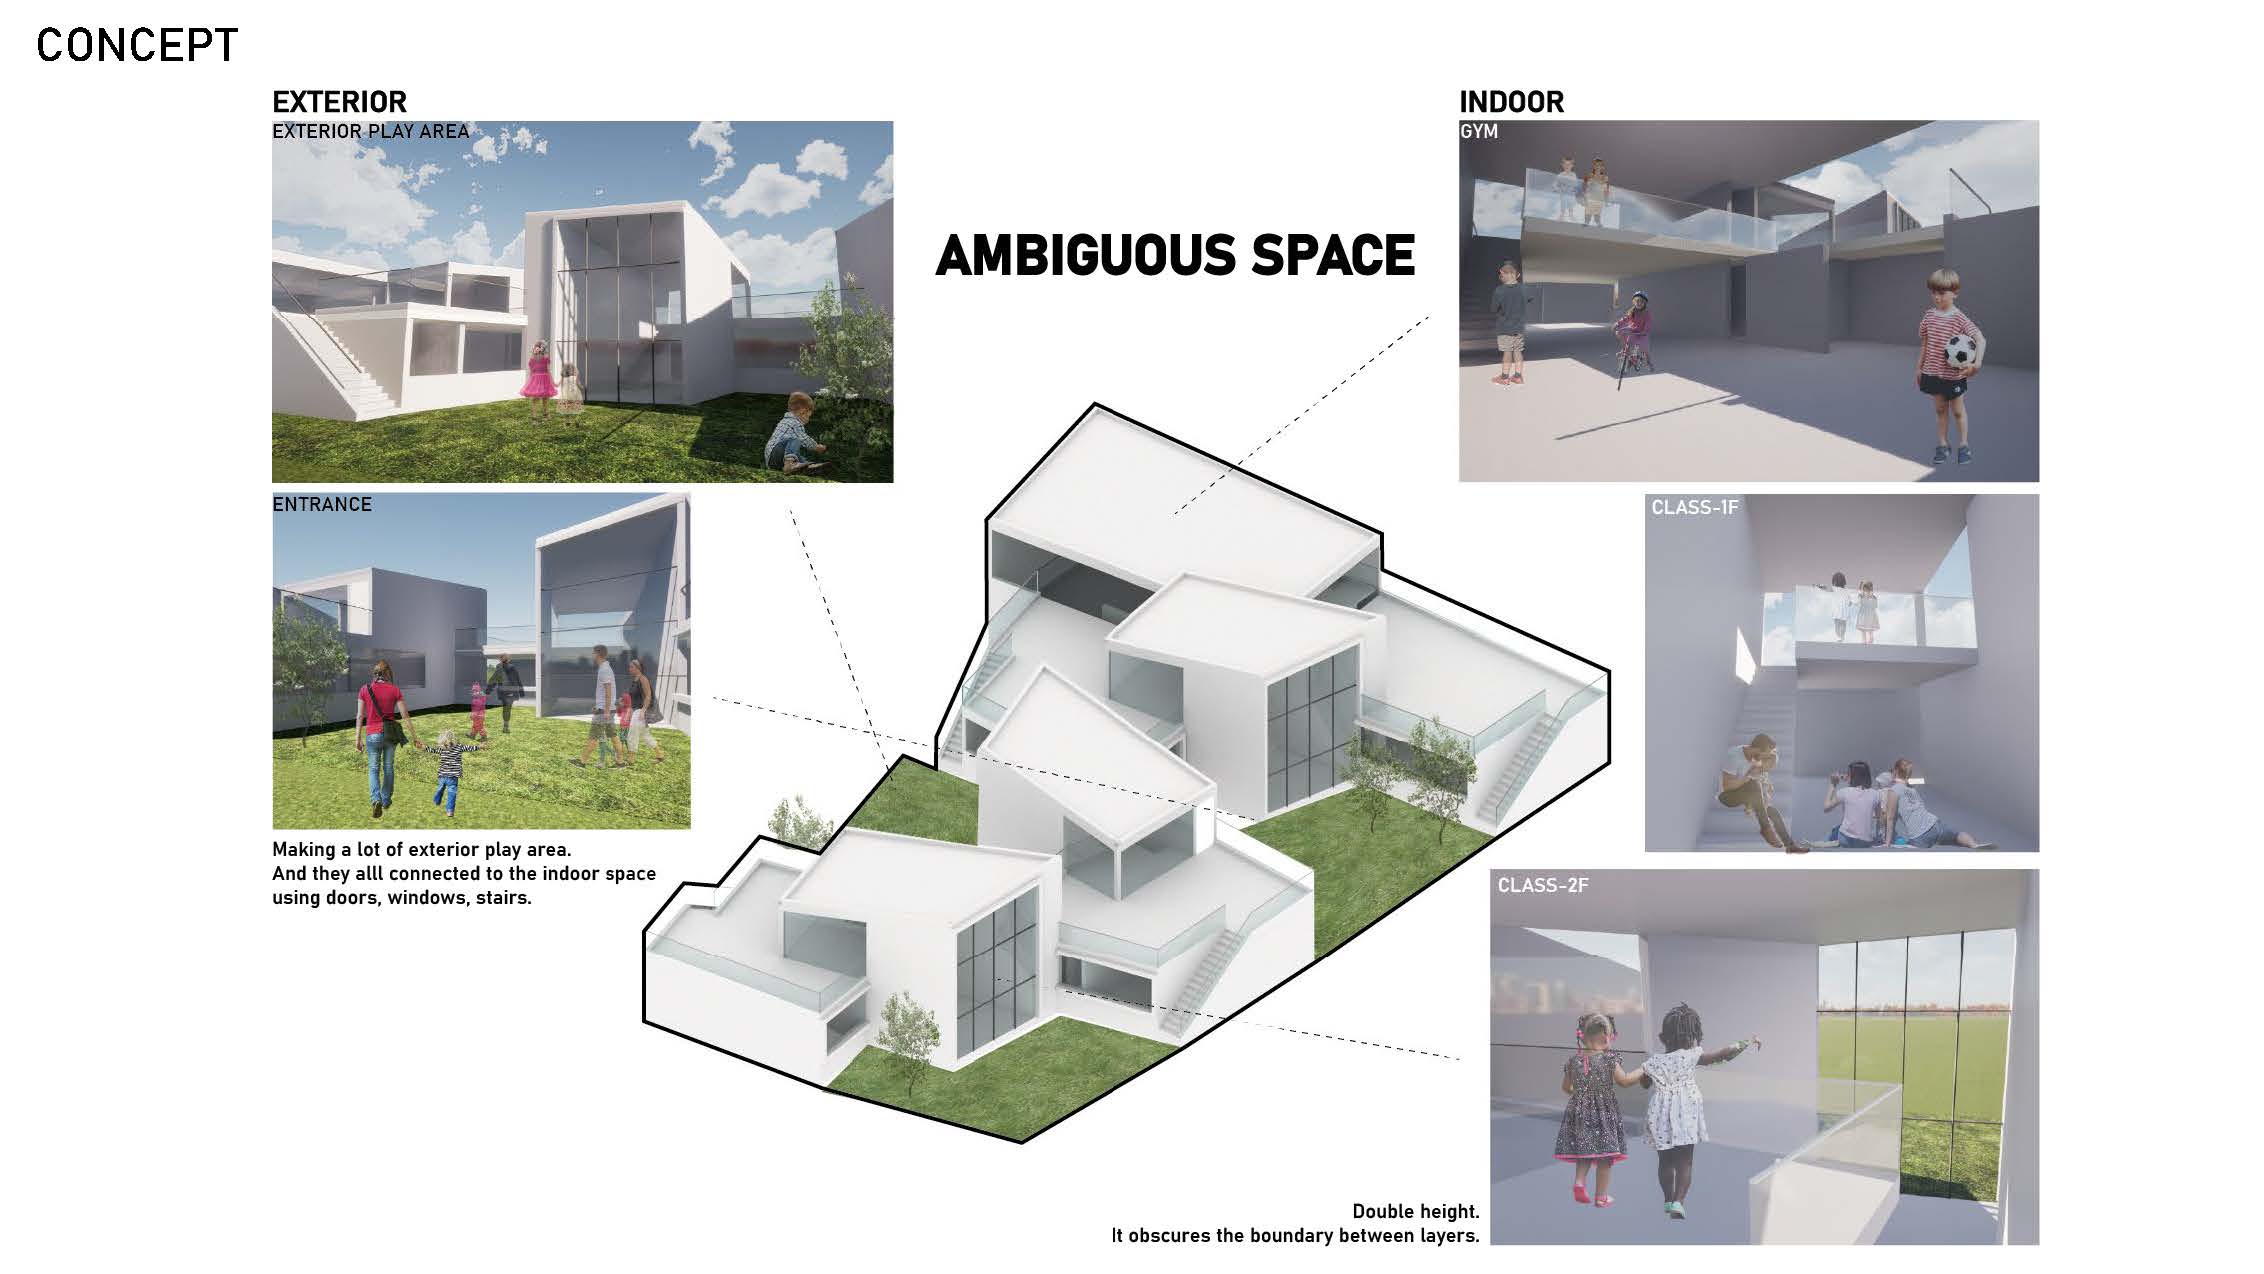 CONCEPT
EXTERIOR
EXTERIOR PLAY AREA
ENTRANCE
Making a lot of exterior play area.
And they alll connected to the indoor space
using doors, windows, stairs.
AMBIGUOUS SPACE
INDOOR
GYM
CLASS-1F
CLASS-2F
Double height.
It obscures the boundary between layers.